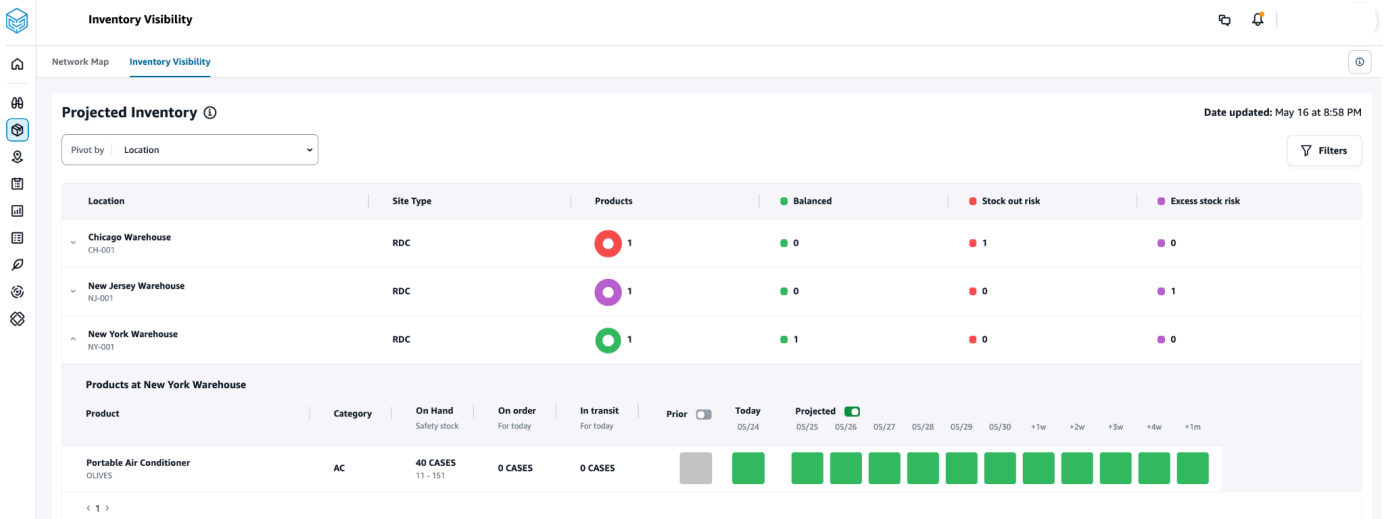 Inventory Visibility
Network Map Inventory Visibility
Projected Inventory
Date updated: May 16 at 8:58 PM
Pivot by Location
Filters
Location Site Type Products Balanced Stock out risk Excess stock risk
Chicago Warehouse RDC 1 0 1 0
CH-001
New Jersey Warehouse RDC 1 0 0 1
NJ-001
New York Warehouse RDC 1 1 0 0
NY-001
Products at New York Warehouse
Product Category On Hand On order In transit Prior Today Projected
Safety stock For today For today 05/24 05/25 05/26 05/27 05/28 05/29 05/30 +1w +2w +3w +4w +1m
Portable Air Conditioner AC 40 CASES 0 CASES 0 CASES
OLIVES 11 – 151
‹ 1 ›